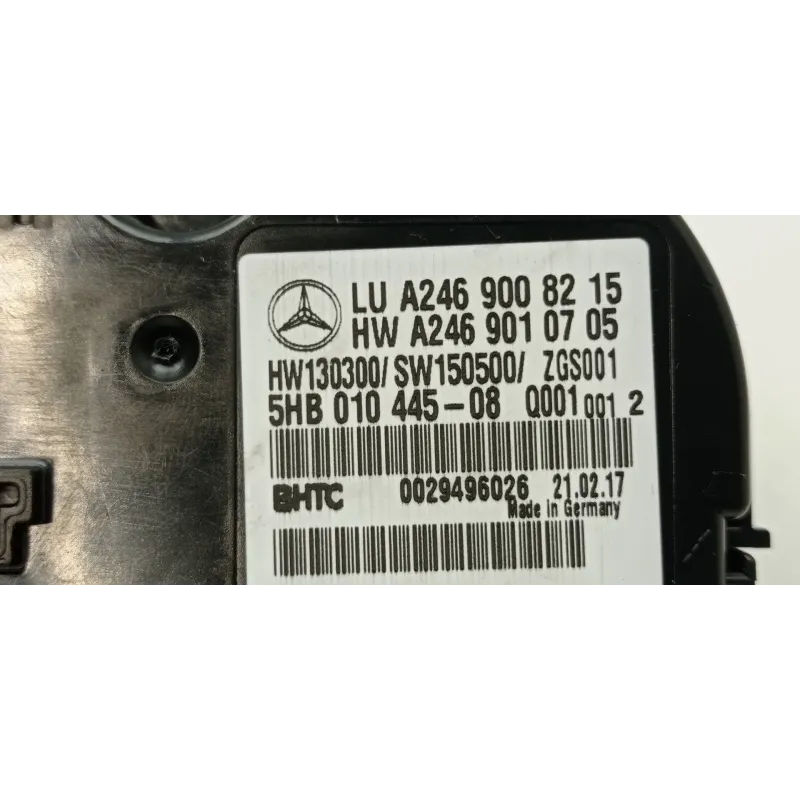 LU A246 900 82 15
HW A246 901 07 05
HW130300/ SW150500/ ZGS001
5HB 010 445-08 Q001 001 2
BHTC 0029496026 21.02.17
Made in Germany